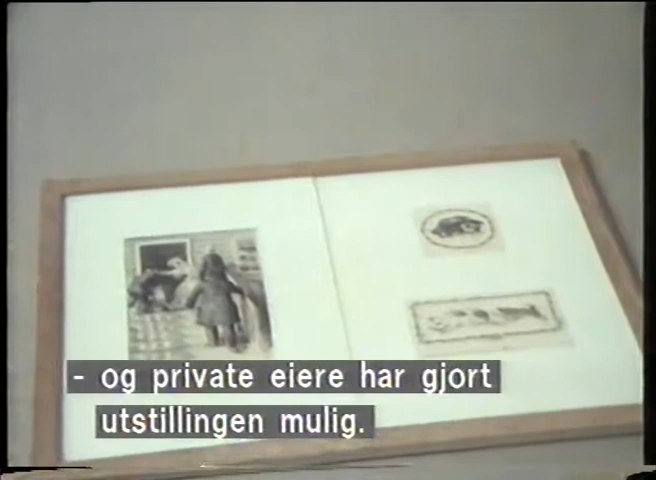 - og private eiere har gjort
utstillingen mulig.